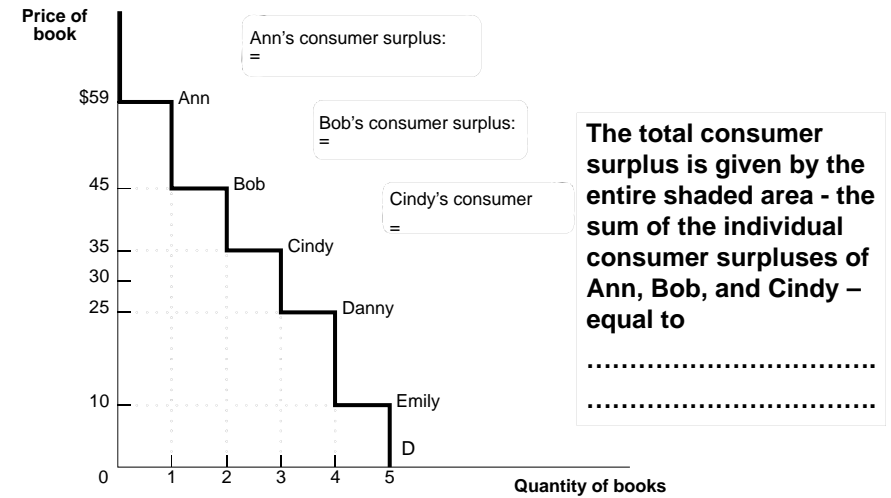 Price of
book
Ann's consumer surplus:
=
$59
Ann
Bob's consumer surplus:
=
The total consumer
surplus is given by the
entire shaded area - the
sum of the individual
consumer surpluses of
Ann, Bob, and Cindy –
equal to
……………………………..
……………………………..
45
Bob
Cindy's consumer
=
35
Cindy
30
25
Danny
10
Emily
D
0
1
2
3
4
5
Quantity of books